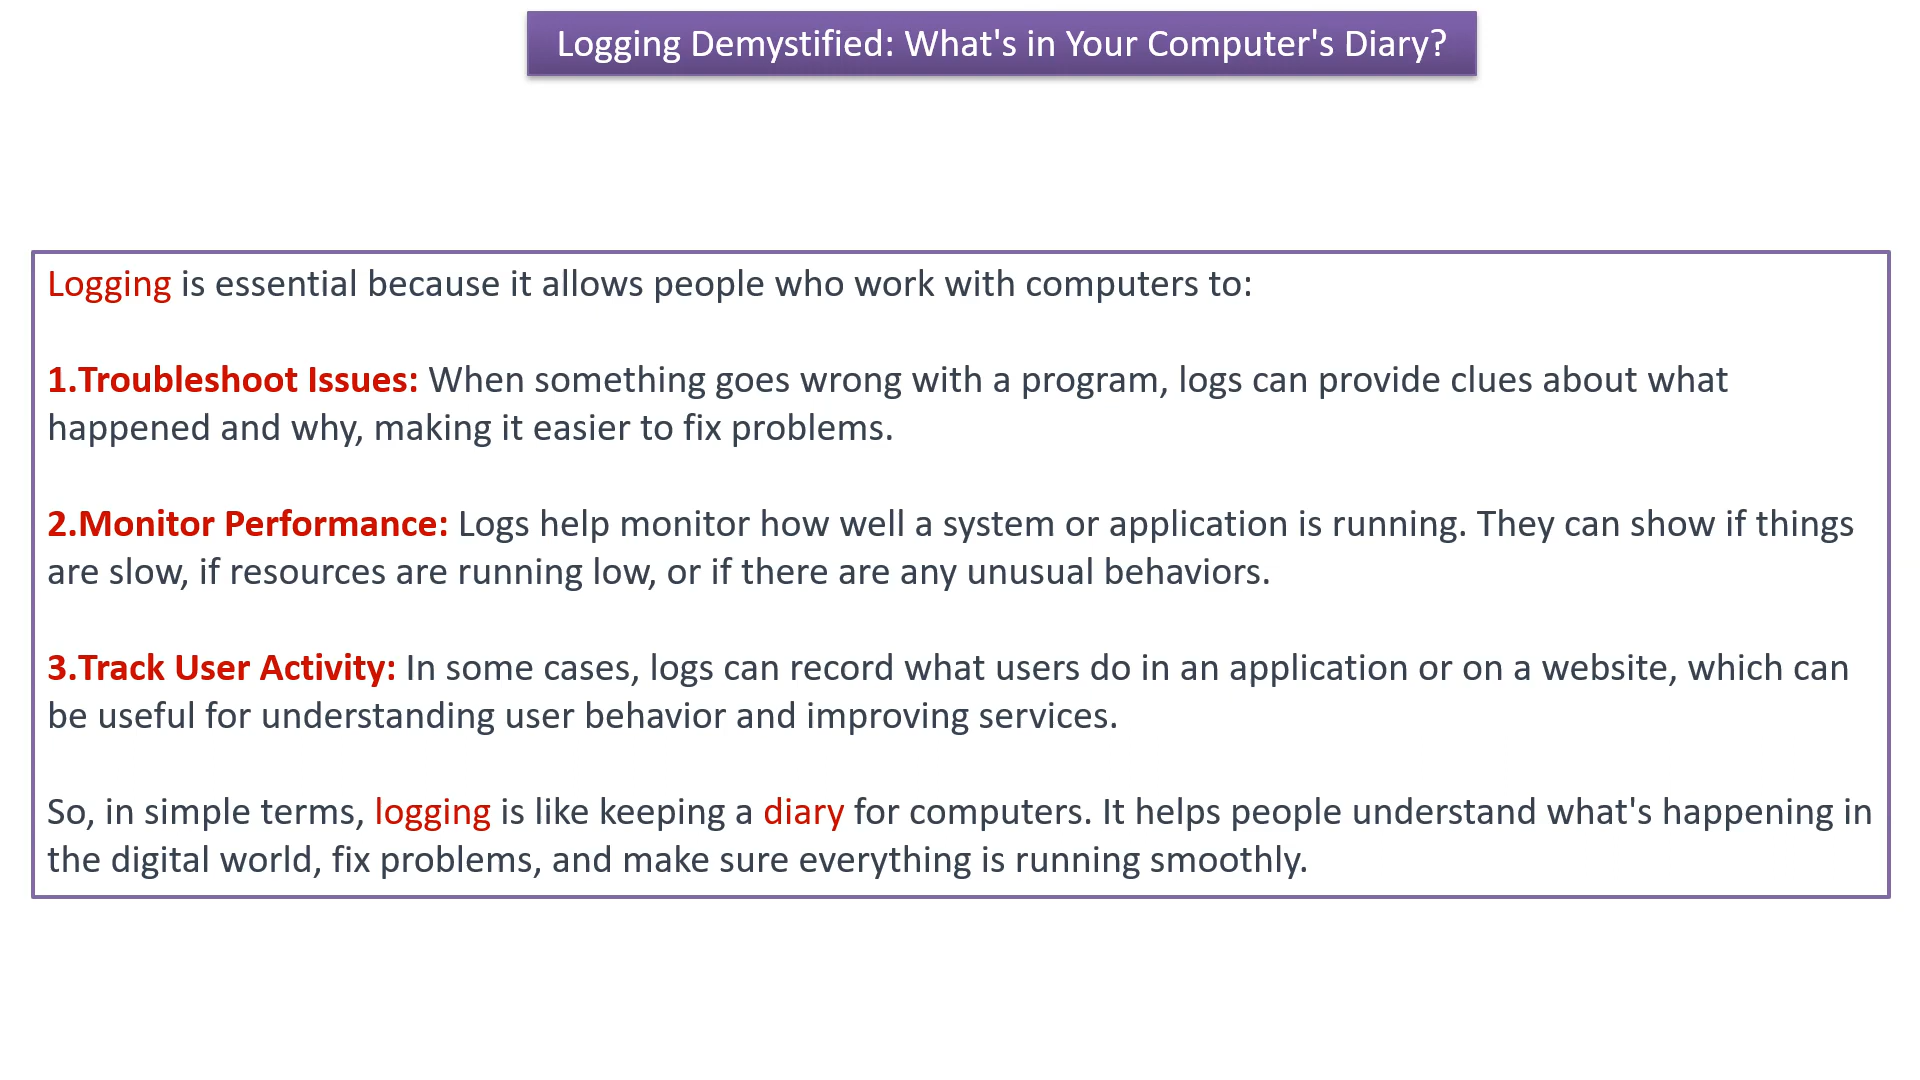 Logging Demystified: What's in Your Computer's Diary?
Logging is essential because it allows people who work with computers to:
1.Troubleshoot Issues: When something goes wrong with a program, logs can provide clues about what
happened and why, making it easier to fix problems.
2.Monitor Performance: Logs help monitor how well a system or application is running. They can show if things
are slow, if resources are running low, or if there are any unusual behaviors.
3.Track User Activity: In some cases, logs can record what users do in an application or on a website, which can
be useful for understanding user behavior and improving services.
So, in simple terms, logging is like keeping a diary for computers. It helps people understand what's happening in
the digital world, fix problems, and make sure everything is running smoothly.